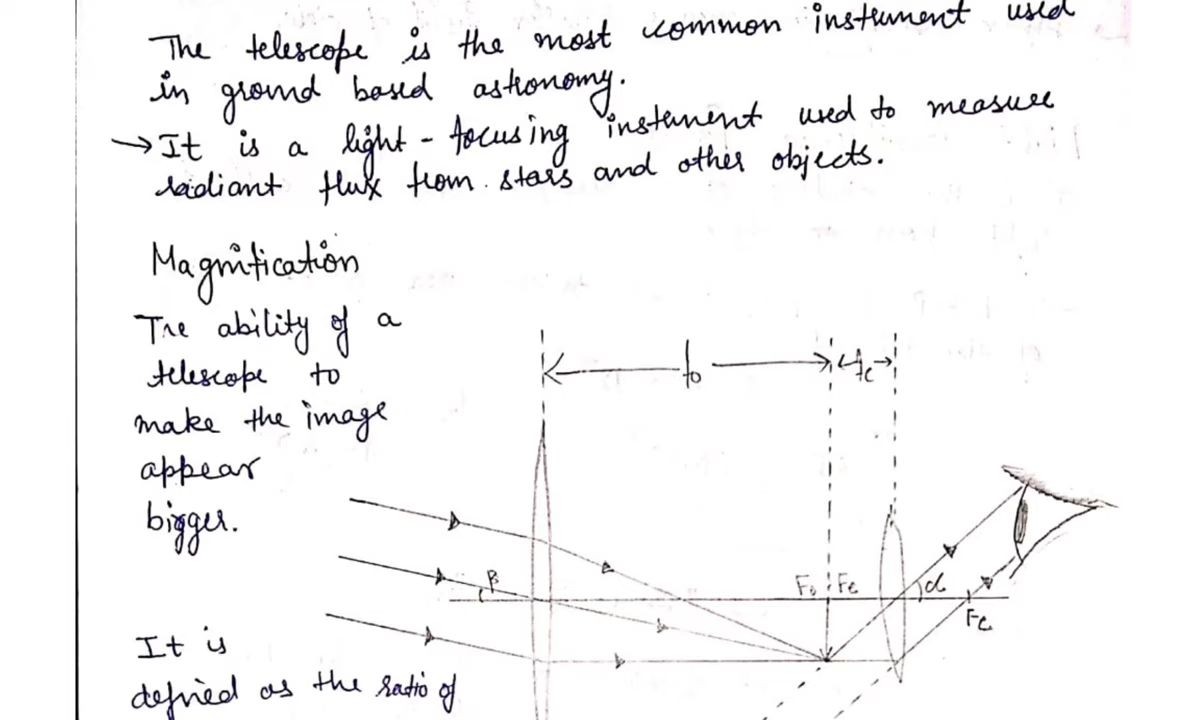 The telescope is the most common instrument used
in ground based astronomy.
→ It is a light - focusing instrument used to measure
radiant flux from stars and other objects.
Magnification
The ability of a
telescope to
make the image
appear
bigger.
fo
fe
β
Fo Fe
α
Fe
It is
defined as the ratio of